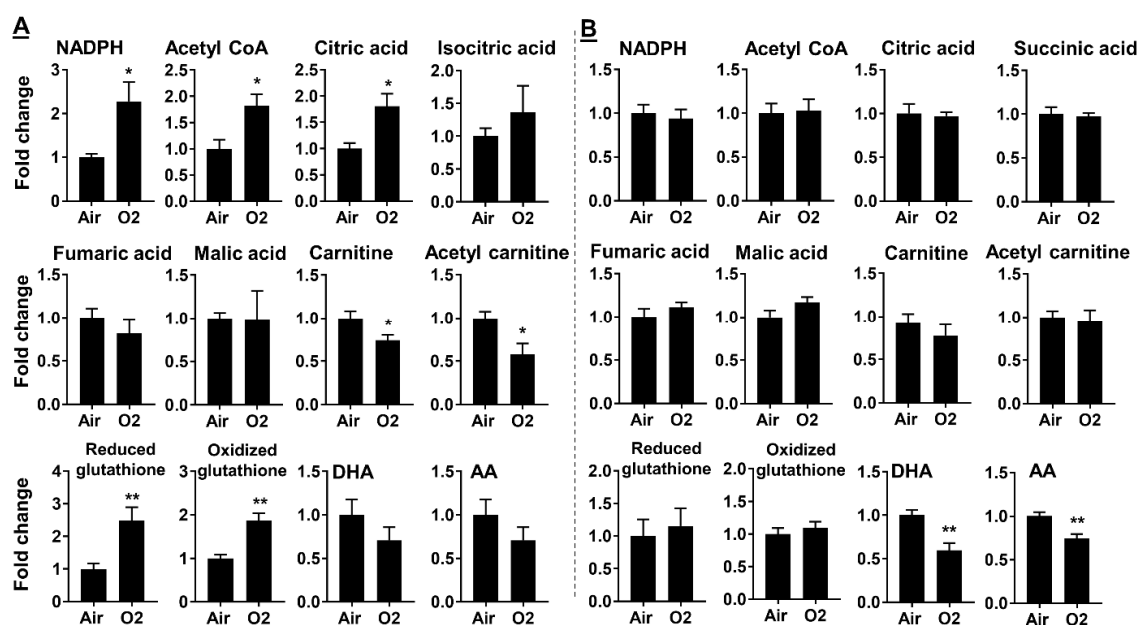 A
NADPH
Acetyl CoA
Citric acid
Isocritic acid
Fold change
3
2
1
0
Air O2
*
2.5
2.0
1.5
1.0
0.5
0.0
Air O2
*
2.5
2.0
1.5
1.0
0.5
0.0
Air O2
*
2.0
1.5
1.0
0.5
0.0
Air O2
Fumaric acid
Malic acid
Carnitine
Acetyl carnitine
Fold change
1.5
1.0
0.5
0.0
Air O2
1.5
1.0
0.5
0.0
Air O2
1.5
1.0
0.5
0.0
Air O2
*
1.5
1.0
0.5
0.0
Air O2
*
Reduced
glutathione
Oxidized
glutathione
DHA
AA
Fold change
4
3
2
1
0
Air O2
**
3
2
1
0
Air O2
**
1.5
1.0
0.5
0.0
Air O2
1.5
1.0
0.5
0.0
Air O2
B
NADPH
Acetyl CoA
Citric acid
Succinic acid
1.5
1.0
0.5
0.0
Air O2
1.5
1.0
0.5
0.0
Air O2
1.5
1.0
0.5
0.0
Air O2
1.5
1.0
0.5
0.0
Air O2
Fumaric acid
Malic acid
Carnitine
Acetyl carnitine
1.5
1.0
0.5
0.0
Air O2
1.5
1.0
0.5
0.0
Air O2
1.5
1.0
0.5
0.0
Air O2
1.5
1.0
0.5
0.0
Air O2
Reduced
glutathione
Oxidized
glutathione
DHA
AA
2.0
1.5
1.0
0.5
0.0
Air O2
2.0
1.5
1.0
0.5
0.0
Air O2
1.5
1.0
0.5
0.0
Air O2
**
1.5
1.0
0.5
0.0
Air O2
**